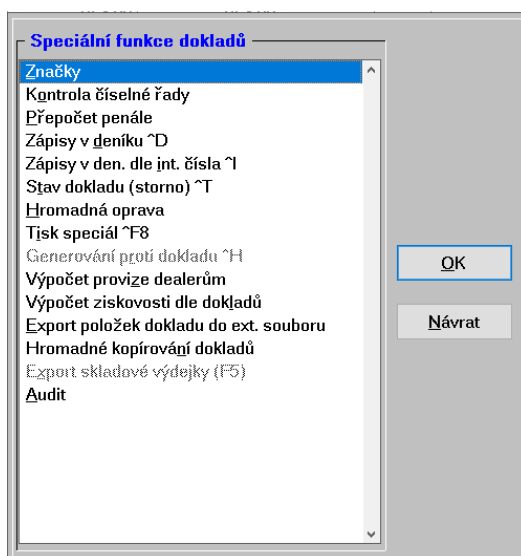 Speciální funkce dokladů
Značky
Kontrola číselné řady
Přepočet penále
Zápisy v deníku ^D
Zápisy v den. dle int. čísla ^I
Stav dokladu (storno) ^T
Hromadná oprava
Tisk speciál ^F8
Generování proti dokladu ^H
Výpočet provize dealerům
Výpočet ziskovosti dle dokladů
Export položek dokladu do ext. souboru
Hromadné kopírování dokladů
Export skladové výdejky (F5)
Audit
OK
Návrat